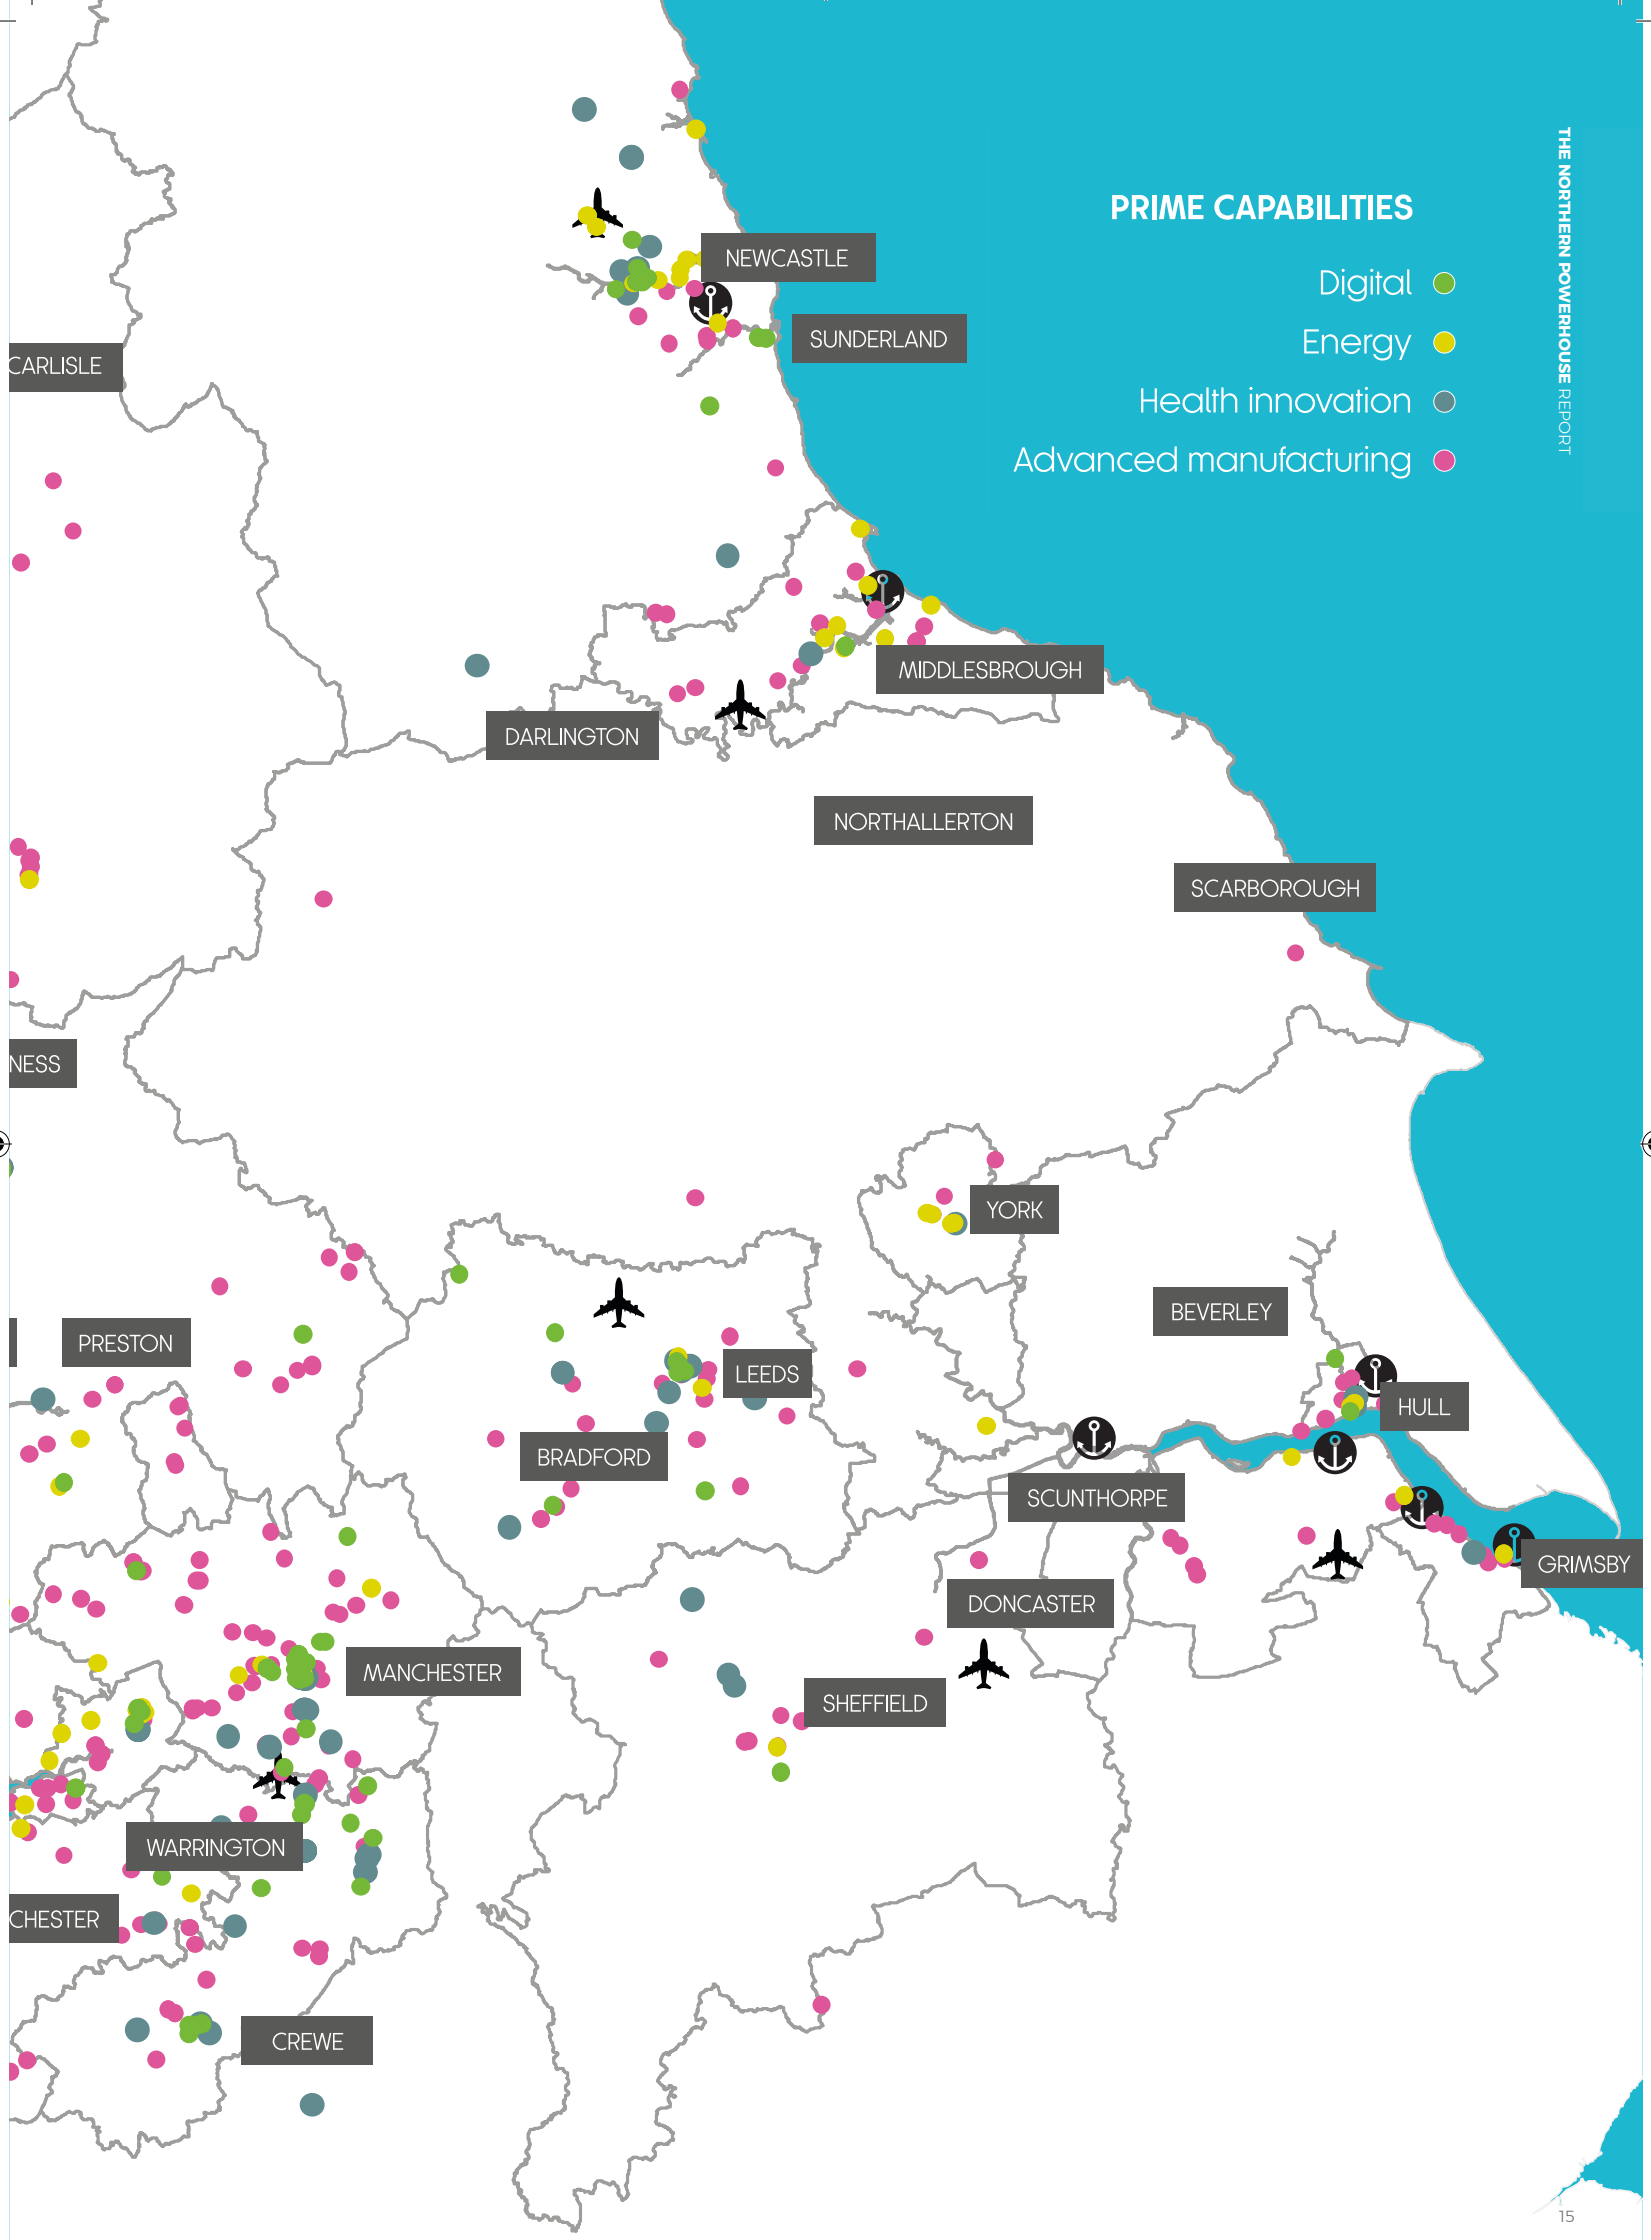 THE NORTHERN POWERHOUSE REPORT
PRIME CAPABILITIES
Digital
Energy
Health innovation
Advanced manufacturing
NEWCASTLE
SUNDERLAND
CARLISLE
MIDDLESBROUGH
DARLINGTON
NORTHALLERTON
SCARBOROUGH
NESS
YORK
BEVERLEY
PRESTON
LEEDS
HULL
BRADFORD
SCUNTHORPE
GRIMSBY
DONCASTER
MANCHESTER
SHEFFIELD
WARRINGTON
CHESTER
CREWE
15